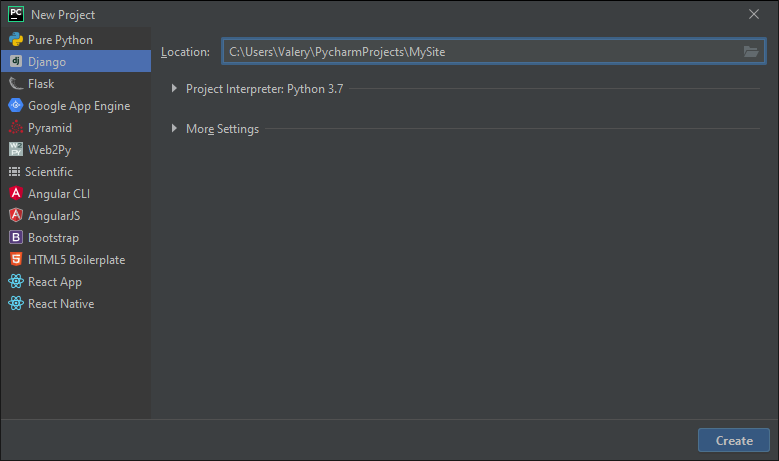 PC New Project
Pure Python
dj Django
Flask
Google App Engine
Pyramid
Web2Py
Scientific
Angular CLI
AngularJS
B Bootstrap
HTML5 Boilerplate
React App
React Native
Location: C:\Users\Valery\PycharmProjects\MySite
Project Interpreter: Python 3.7
More Settings
Create